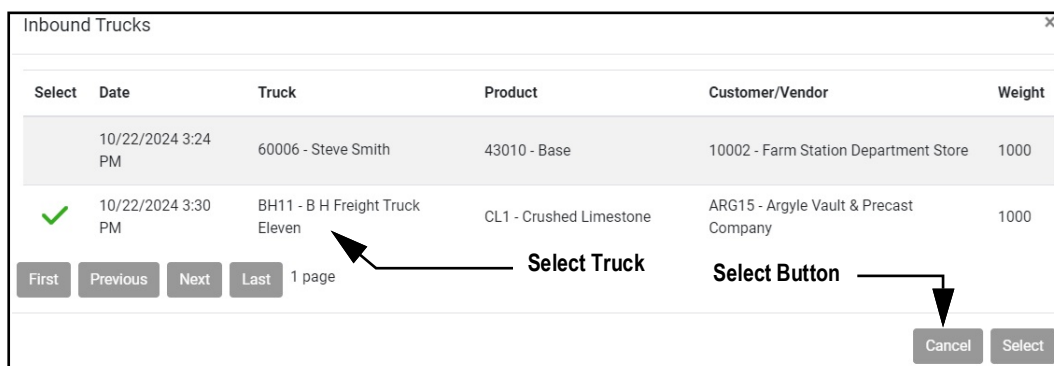 Inbound Trucks ×
Select Date Truck Product Customer/Vendor Weight
10/22/2024 3:24
PM
60006 - Steve Smith
43010 - Base
10002 - Farm Station Department Store
1000
10/22/2024 3:30
PM
BH11 - B H Freight Truck
Eleven
CL1 - Crushed Limestone
ARG15 - Argyle Vault & Precast
Company
1000
First Previous Next Last 1 page
Select Truck
Select Button
Cancel Select